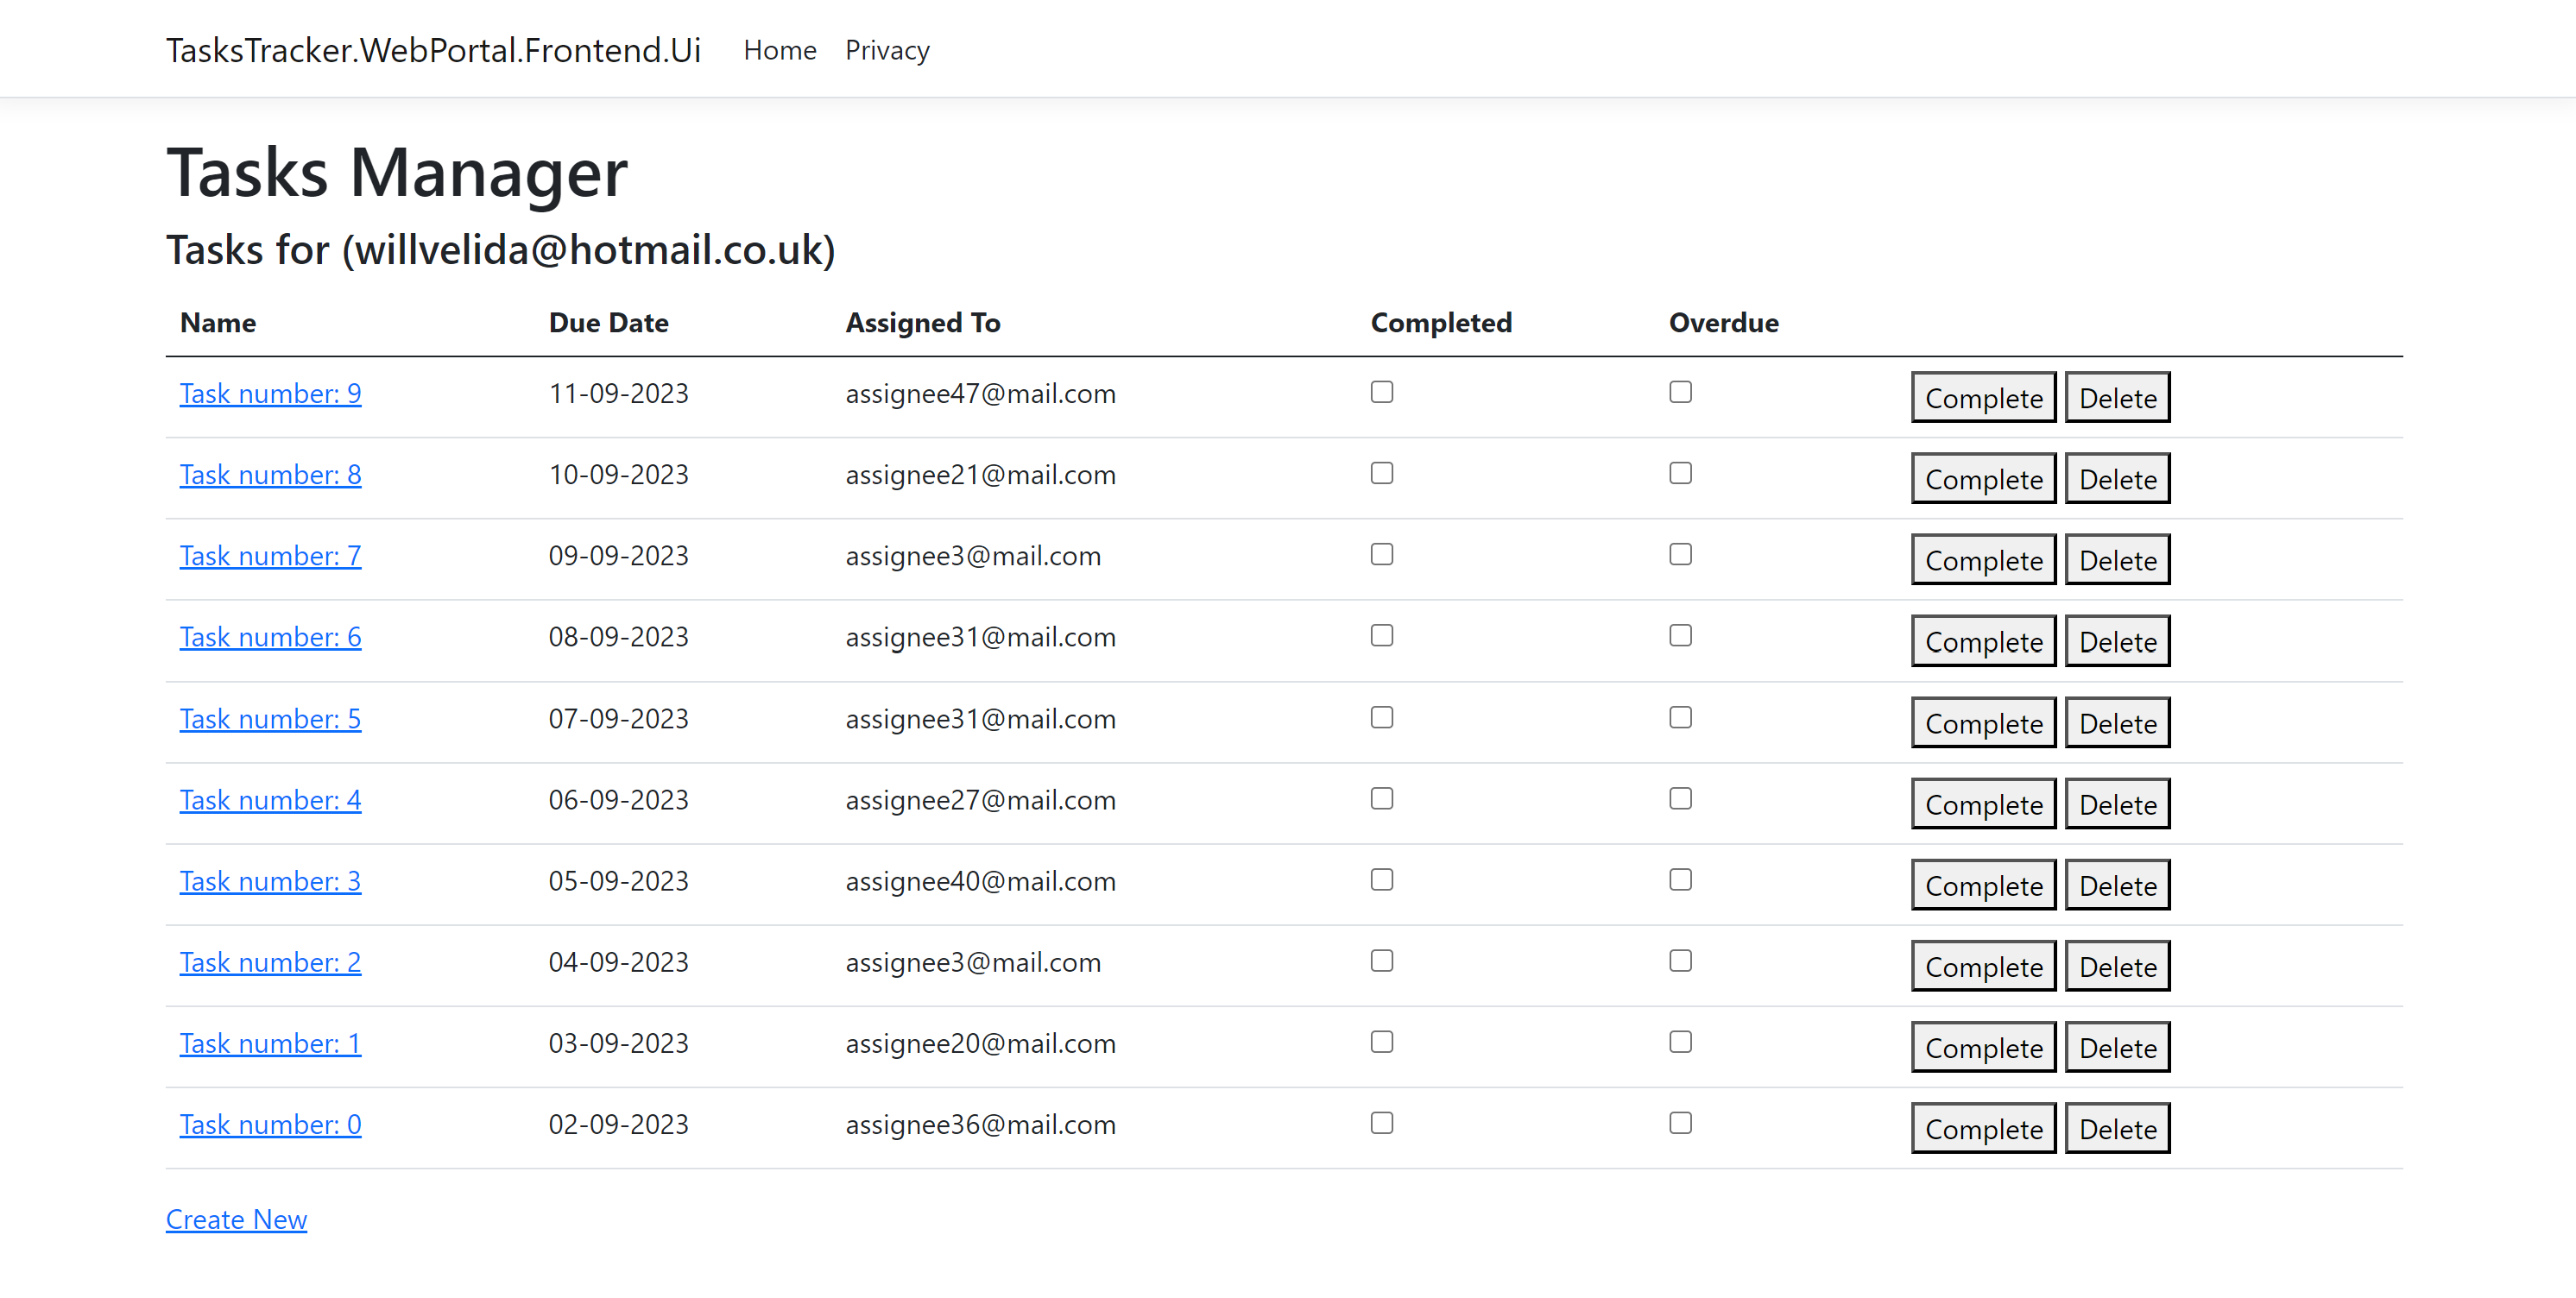 TasksTracker.WebPortal.Frontend.Ui Home Privacy
Tasks Manager
Tasks for (willvelida@hotmail.co.uk)
Name Due Date Assigned To Completed Overdue
Task number: 9 11-09-2023 assignee47@mail.com Complete Delete
Task number: 8 10-09-2023 assignee21@mail.com Complete Delete
Task number: 7 09-09-2023 assignee3@mail.com Complete Delete
Task number: 6 08-09-2023 assignee31@mail.com Complete Delete
Task number: 5 07-09-2023 assignee31@mail.com Complete Delete
Task number: 4 06-09-2023 assignee27@mail.com Complete Delete
Task number: 3 05-09-2023 assignee40@mail.com Complete Delete
Task number: 2 04-09-2023 assignee3@mail.com Complete Delete
Task number: 1 03-09-2023 assignee20@mail.com Complete Delete
Task number: 0 02-09-2023 assignee36@mail.com Complete Delete
Create New